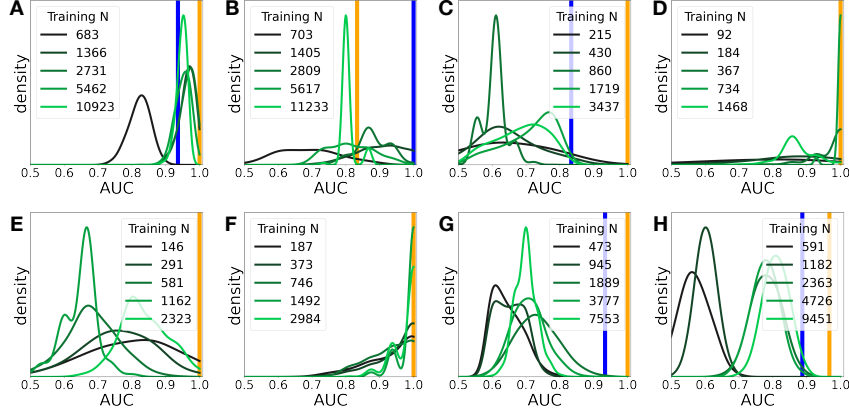 A
Training N
683
1366
2731
5462
10923
density
0.5 0.6 0.7 0.8 0.9 1.0
AUC
B
Training N
703
1405
2809
5617
11233
density
0.5 0.6 0.7 0.8 0.9 1.0
AUC
C
Training N
215
430
860
1719
3437
density
0.5 0.6 0.7 0.8 0.9 1.0
AUC
D
Training N
92
184
367
734
1468
density
0.5 0.6 0.7 0.8 0.9 1.0
AUC
E
Training N
146
291
581
1162
2323
density
0.5 0.6 0.7 0.8 0.9 1.0
AUC
F
Training N
187
373
746
1492
2984
density
0.5 0.6 0.7 0.8 0.9 1.0
AUC
G
Training N
473
945
1889
3777
7553
density
0.5 0.6 0.7 0.8 0.9 1.0
AUC
H
Training N
591
1182
2363
4726
9451
density
0.5 0.6 0.7 0.8 0.9 1.0
AUC